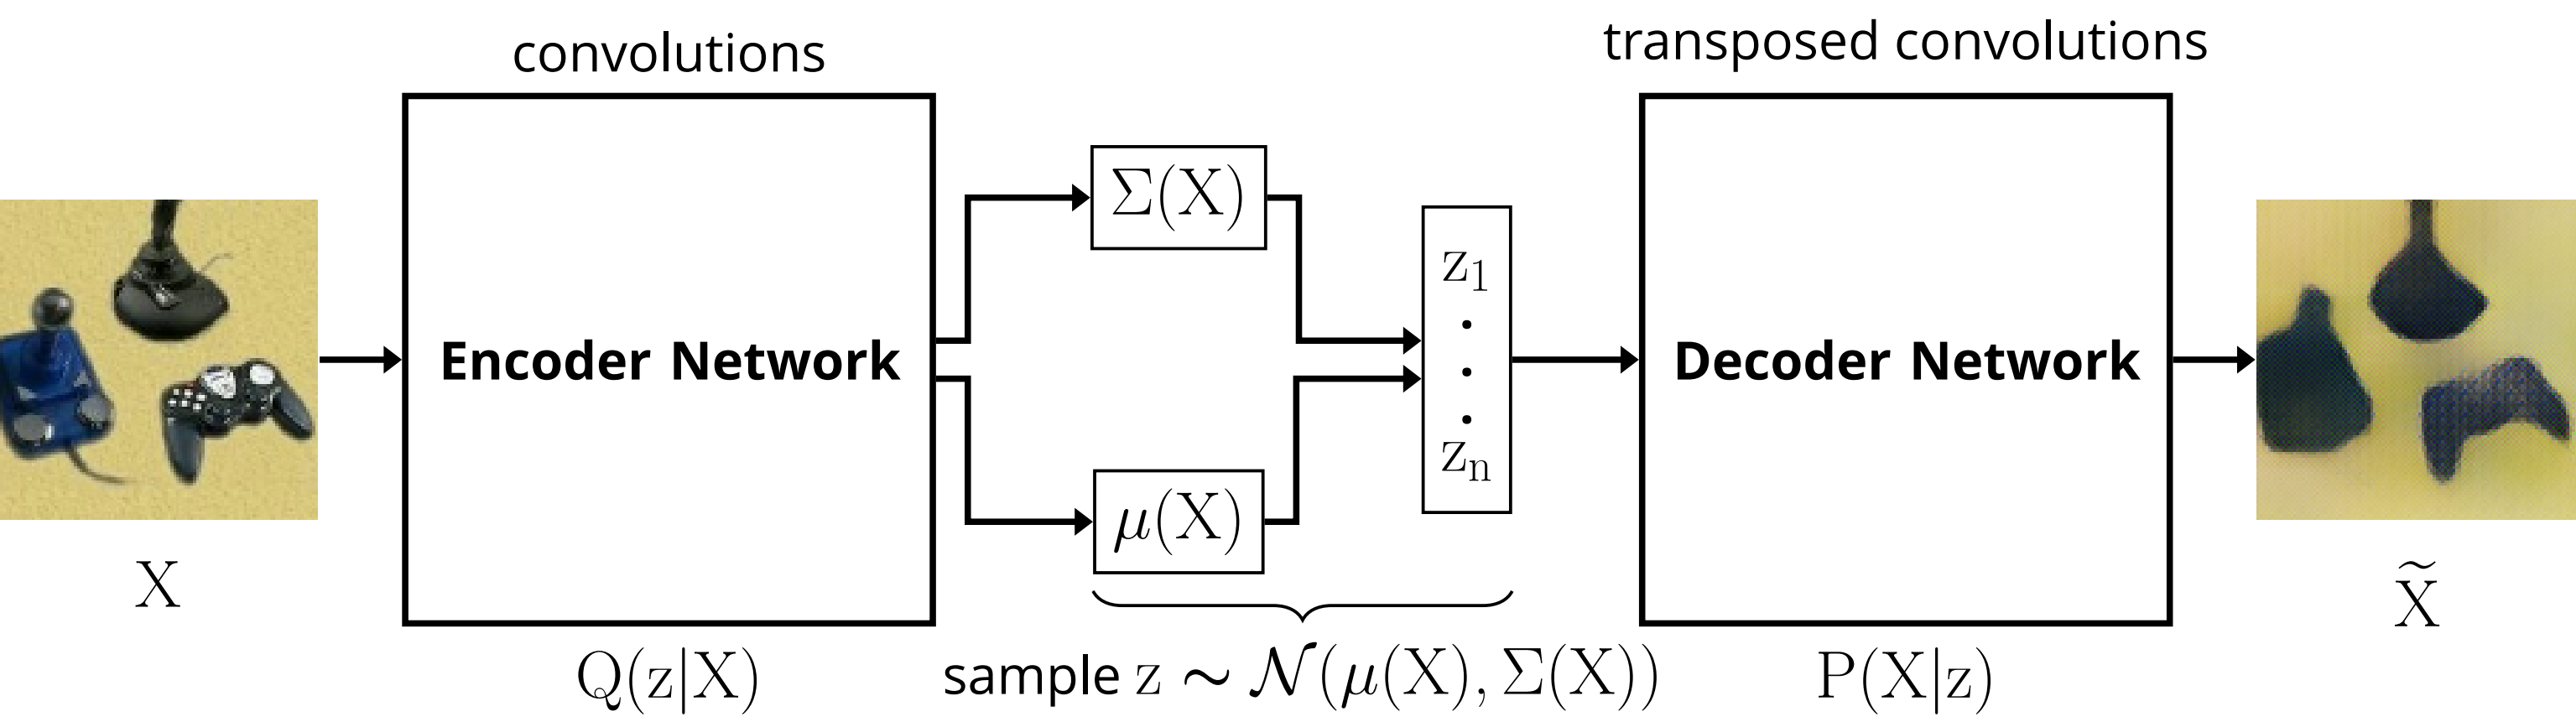 convolutions
transposed convolutions
Encoder Network
Σ(X)
μ(X)
z₁
.
.
.
zₙ
Decoder Network
X
X̃
Q(z|X)
sample z ~ 𝒩(μ(X), Σ(X))
P(X|z)